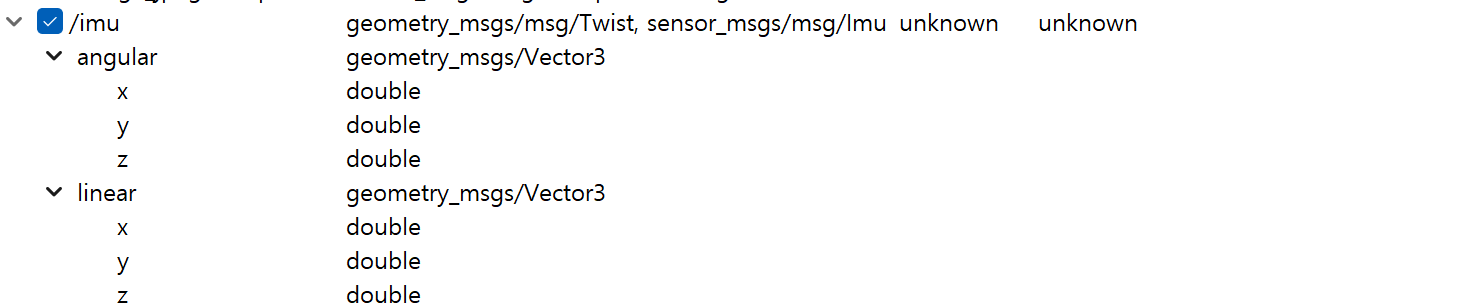 /imu geometry_msgs/msg/Twist, sensor_msgs/msg/Imu unknown unknown
angular geometry_msgs/Vector3
x double
y double
z double
linear geometry_msgs/Vector3
x double
y double
z double